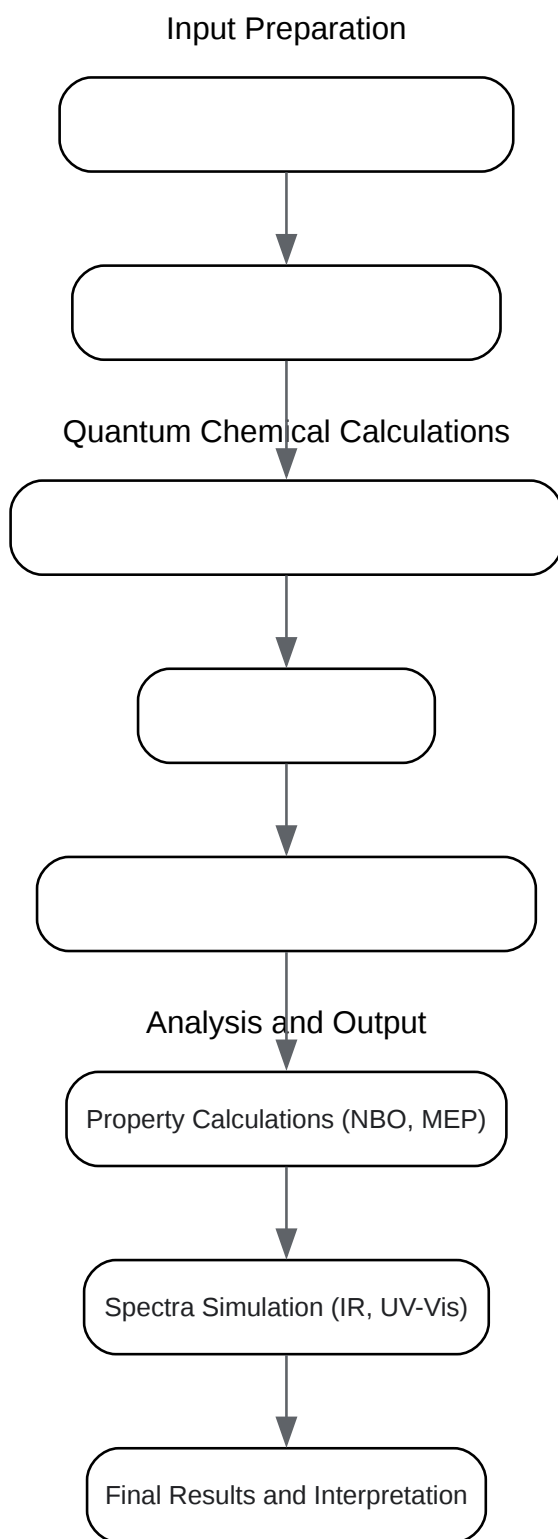 Input Preparation
Quantum Chemical Calculations
Analysis and Output
Property Calculations (NBO, MEP)
Spectra Simulation (IR, UV-Vis)
Final Results and Interpretation